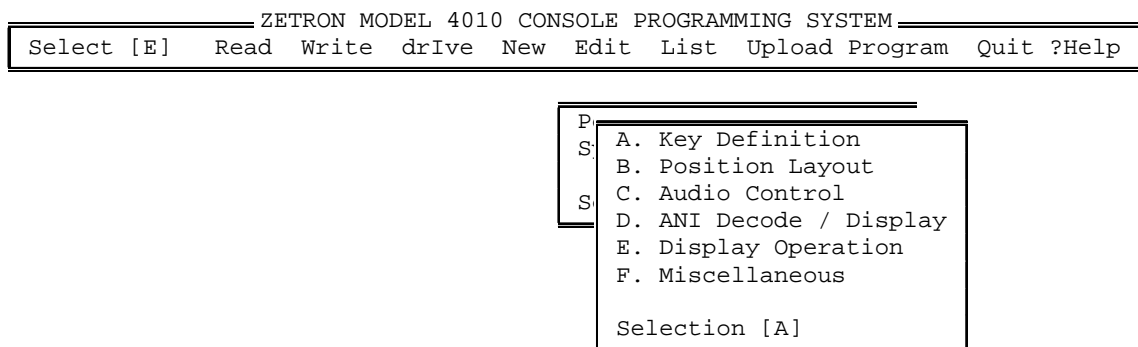 ZETRON MODEL 4010 CONSOLE PROGRAMMING SYSTEM
Select [E] Read Write drIve New Edit List Upload Program Quit ?Help
A. Key Definition
B. Position Layout
C. Audio Control
D. ANI Decode / Display
E. Display Operation
F. Miscellaneous
Selection [A]